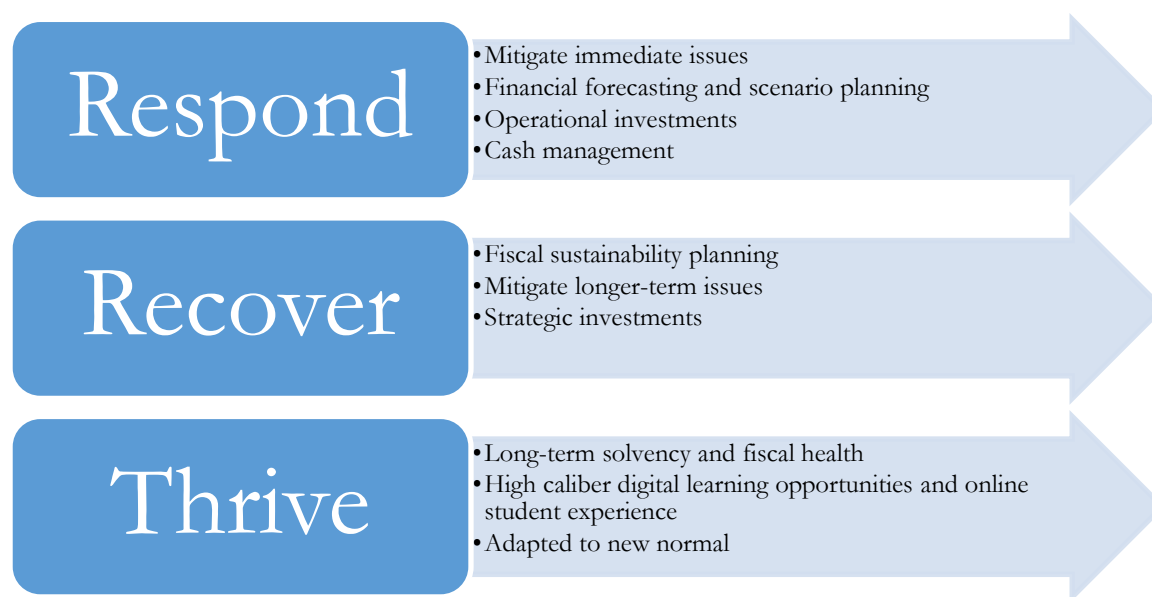 Respond
•Mitigate immediate issues
•Financial forecasting and scenario planning
•Operational investments
•Cash management
Recover
•Fiscal sustainability planning
•Mitigate longer-term issues
•Strategic investments
Thrive
•Long-term solvency and fiscal health
•High caliber digital learning opportunities and online
student experience
•Adapted to new normal